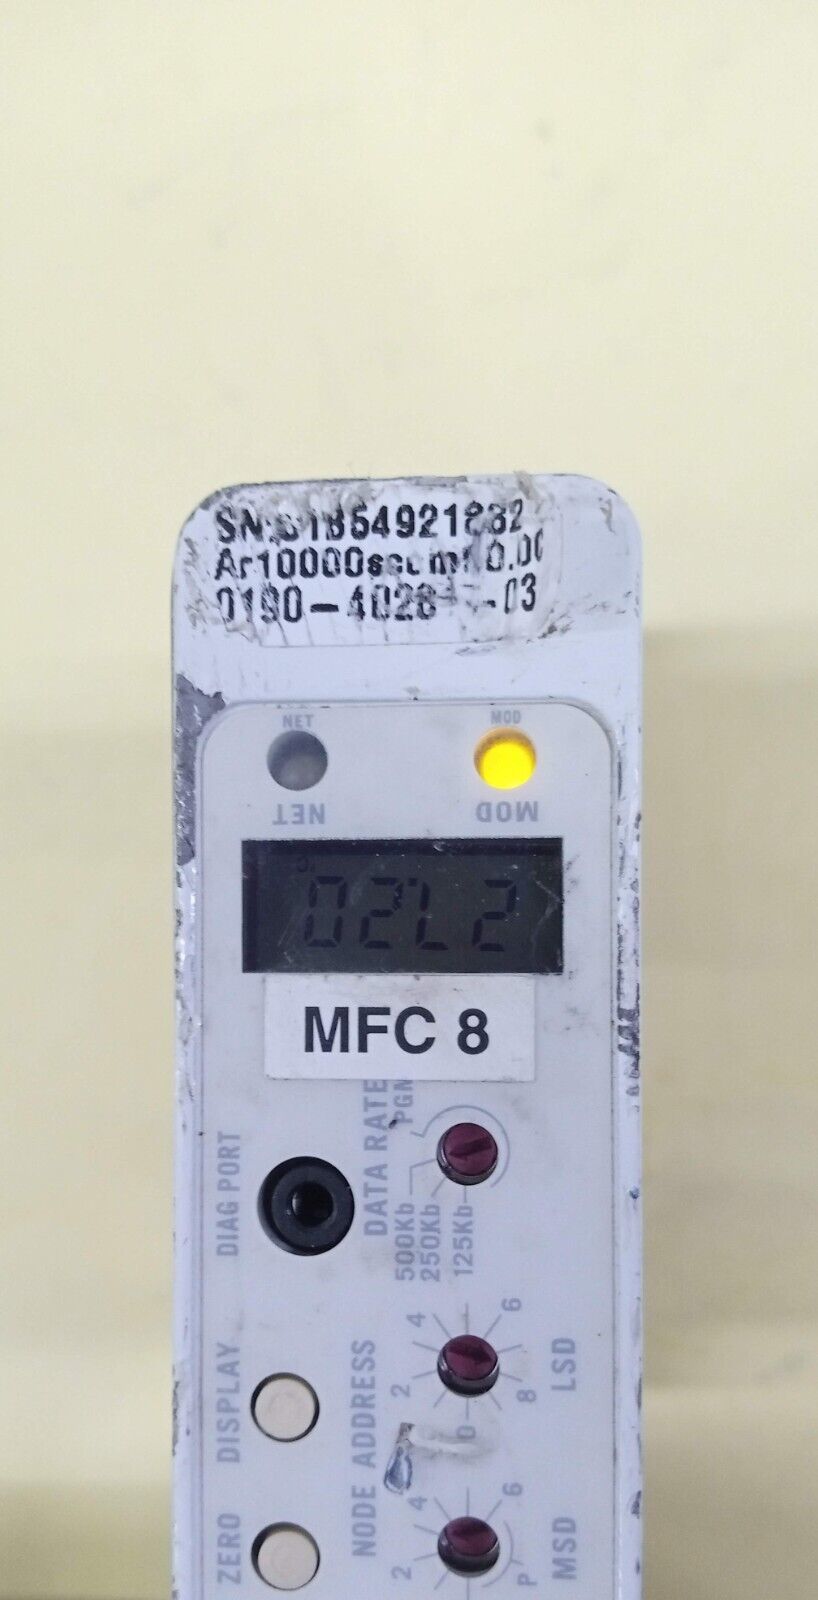 Ar10000sccm
NET
MOD
NET
MOD
MFC 8
DATA RATE
PGM
500Kb
250Kb
125Kb
DIAG PORT
DISPLAY
ZERO
NODE ADDRESS
0
2
4
6
8
LSD
2
4
6
P
MSD